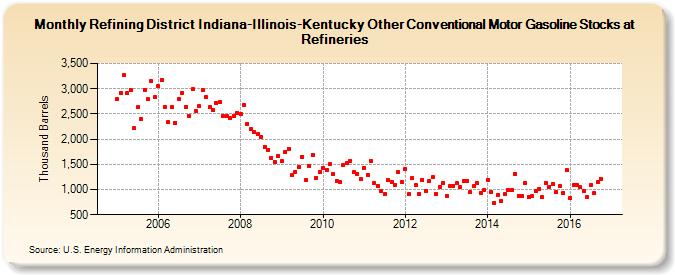 Monthly Refining District Indiana-Illinois-Kentucky Other Conventional Motor Gasoline Stocks at
Refineries
Thousand Barrels
3,500
3,000
2,500
2,000
1,500
1,000
500
2006 2008 2010 2012 2014 2016
Source: U.S. Energy Information Administration